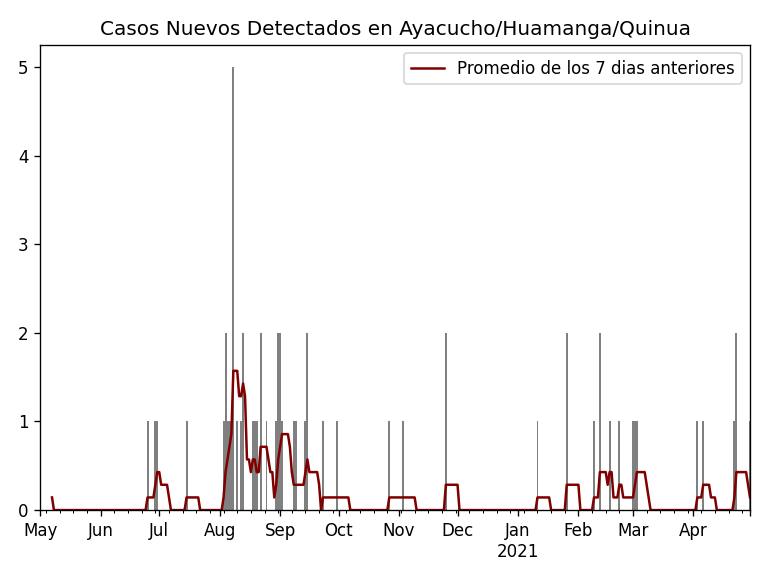 Casos Nuevos Detectados en Ayacucho/Huamanga/Quinua
Promedio de los 7 dias anteriores
5
4
3
2
1
0
May Jun Jul Aug Sep Oct Nov Dec Jan Feb Mar Apr
2021